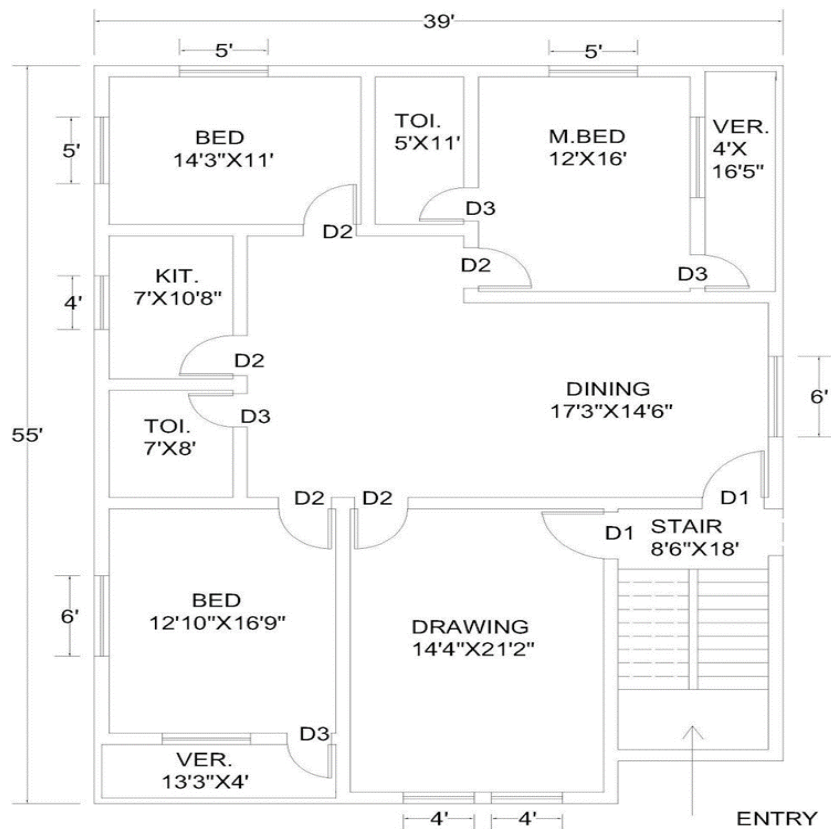 39'
5'
5'
BED
14'3"X11'
TOI.
5'X11'
M.BED
12'X16'
VER.
4'X
16'5"
5'
D3
D2
D2
D3
KIT.
7'X10'8"
4'
D2
DINING
17'3"X14'6"
6'
TOI.
7'X8'
D3
55'
D2
D2
D1
D1
STAIR
8'6"X18'
BED
12'10"X16'9"
6'
DRAWING
14'4"X21'2"
D3
VER.
13'3"X4'
4'
4'
ENTRY